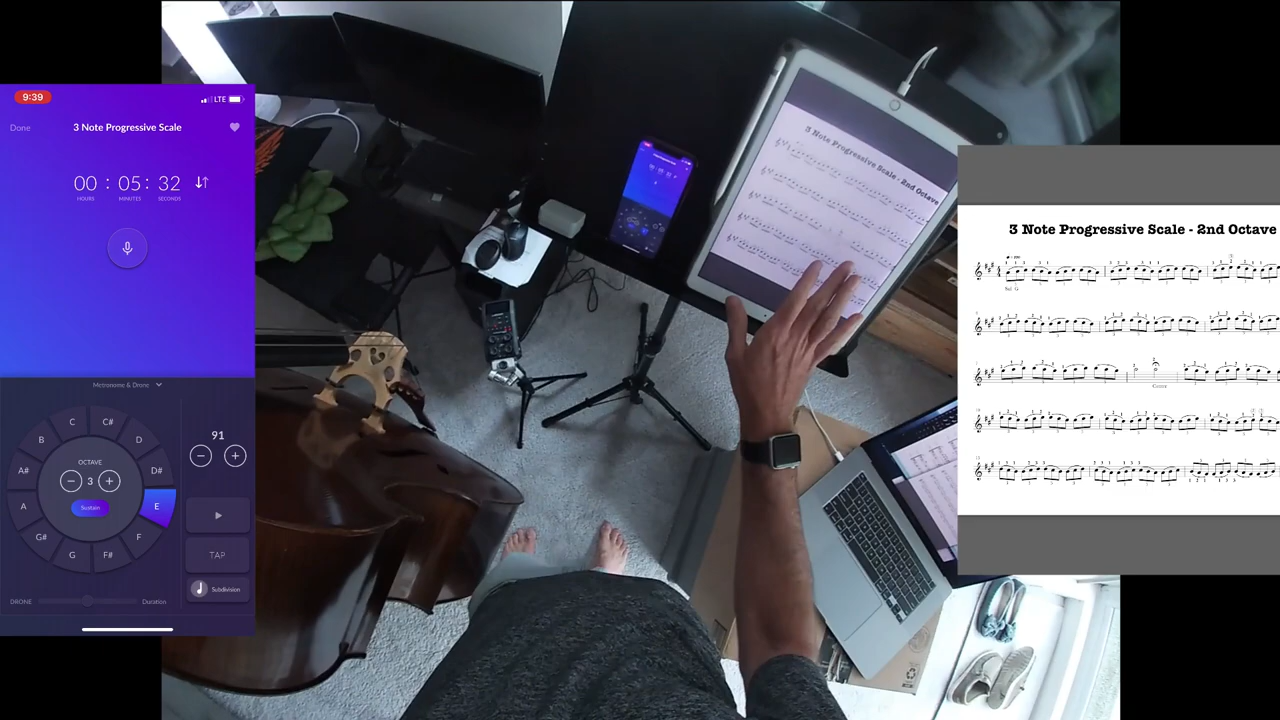 9:39
LTE
Done
3 Note Progressive Scale
00 : 05 : 32
HOURS MINUTES SECONDS
Metronome & Drone
C
C#
B
D
A#
D#
A
E
G#
F
G
F#
OCTAVE
3
Sustain
91
TAP
Subdivision
DRONE
Duration
3 Note Progressive Scale - 2nd Octave
3 Note Progressive Scale - 2nd Octave
Sul G